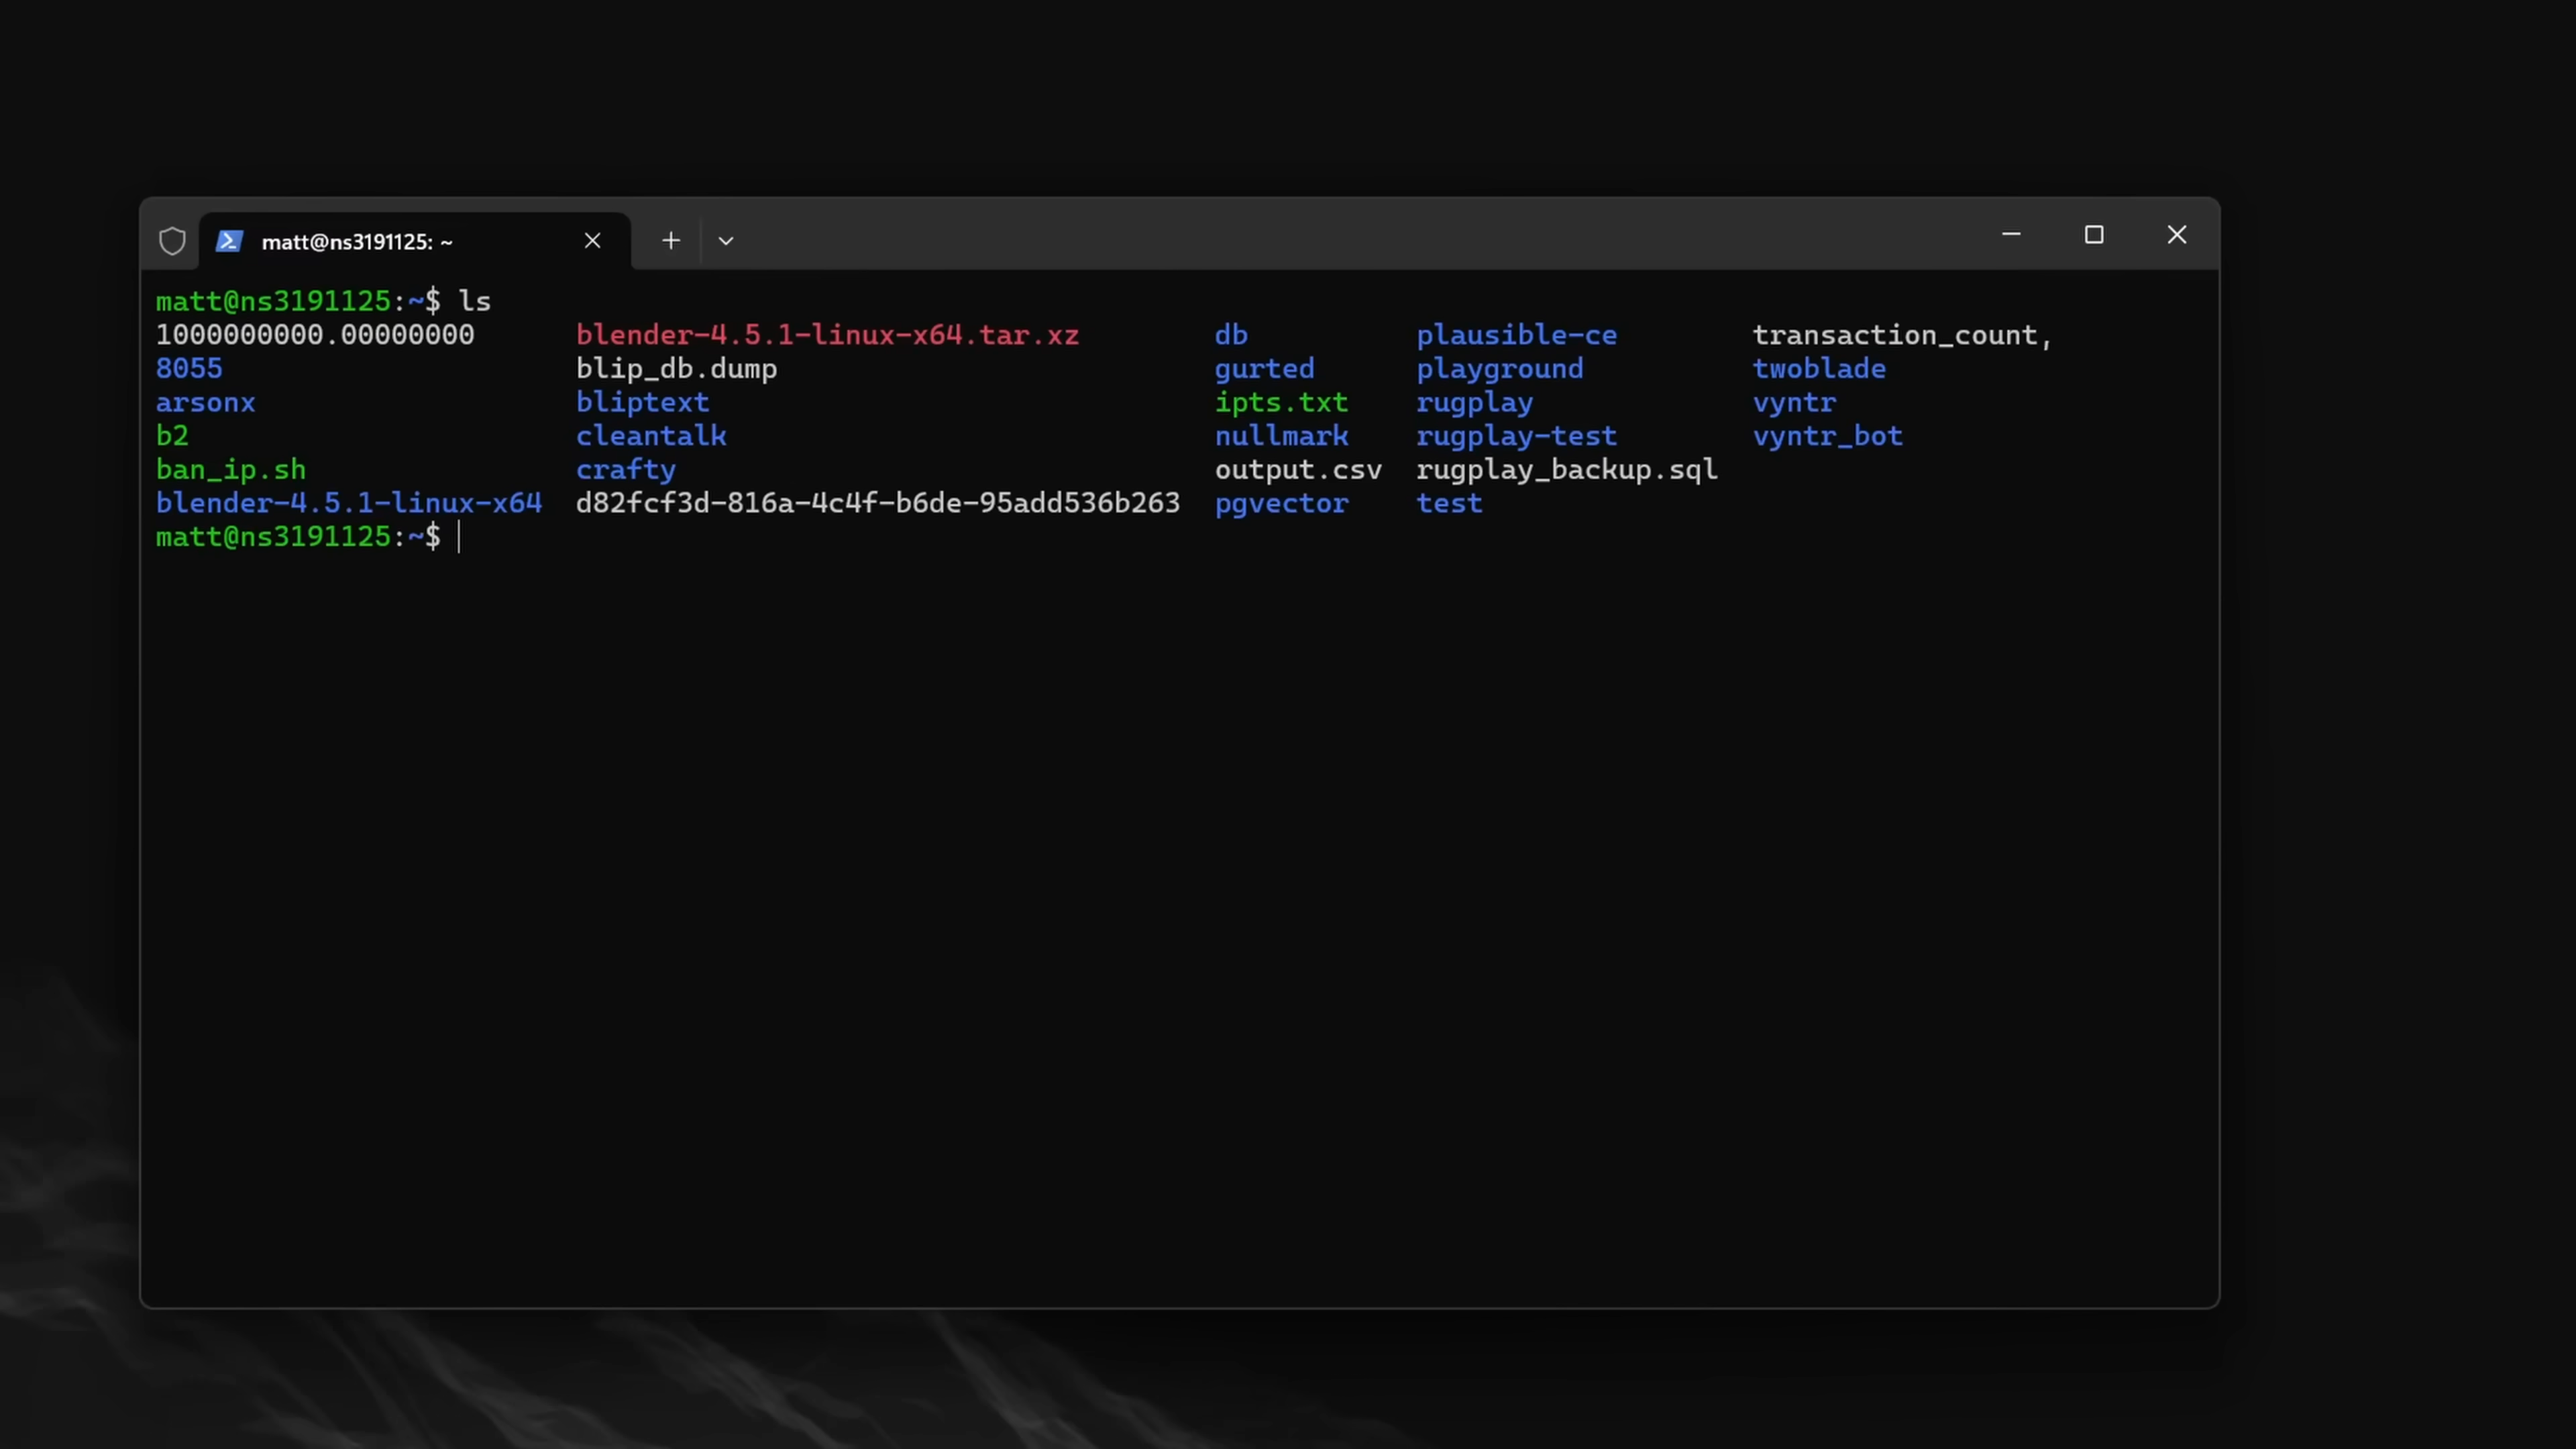 matt@ns3191125: ~
matt@ns3191125:~$ ls
1000000000.00000000 blender-4.5.1-linux-x64.tar.xz db plausible-ce transaction_count,
8055 blip_db.dump gurted playground twoblade
arsonx bliptext ipts.txt rugplay vyntr
b2 cleantalk nullmark rugplay-test vyntr_bot
ban_ip.sh crafty output.csv rugplay_backup.sql
blender-4.5.1-linux-x64 d82fcf3d-816a-4c4f-b6de-95add536b263 pgvector test
matt@ns3191125:~$